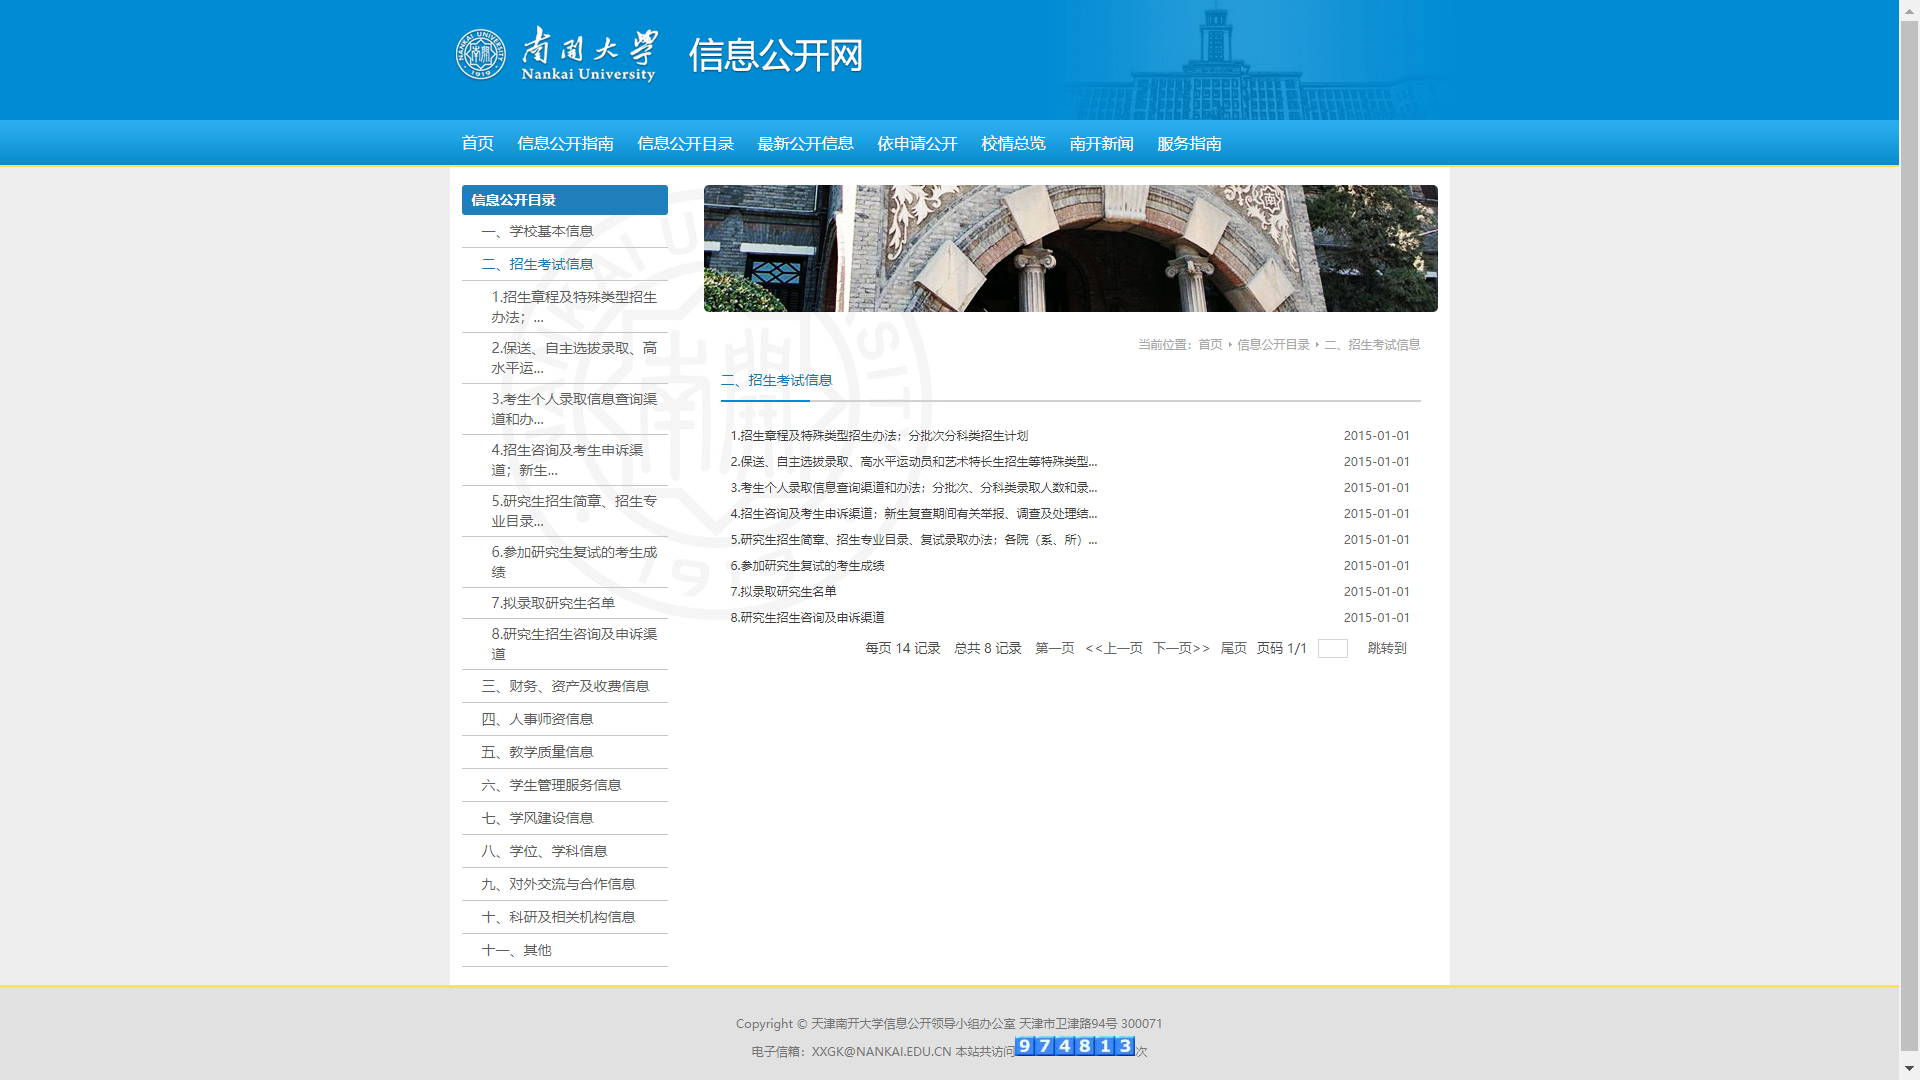 南開大學
Nankai University
信息公开网
首页 信息公开指南 信息公开目录 最新公开信息 依申请公开 校情总览 南开新闻 服务指南
信息公开目录
一、学校基本信息
二、招生考试信息
1.招生章程及特殊类型招生
办法；...
2.保送、自主选拔录取、高
水平运...
3.考生个人录取信息查询渠
道和办...
4.招生咨询及考生申诉渠
道；新生...
5.研究生招生简章、招生专
业目录...
6.参加研究生复试的考生成
绩
7.拟录取研究生名单
8.研究生招生咨询及申诉渠
道
三、财务、资产及收费信息
四、人事师资信息
五、教学质量信息
六、学生管理服务信息
七、学风建设信息
八、学位、学科信息
九、对外交流与合作信息
十、科研及相关机构信息
十一、其他
当前位置：首页 信息公开目录 二、招生考试信息
二、招生考试信息
1.招生章程及特殊类型招生办法；分批次分科类招生计划 2015-01-01
2.保送、自主选拔录取、高水平运动员和艺术特长生招生等特殊类型... 2015-01-01
3.考生个人录取信息查询渠道和办法；分批次、分科类录取人数和录... 2015-01-01
4.招生咨询及考生申诉渠道；新生复查期间有关举报、调查及处理结... 2015-01-01
5.研究生招生简章、招生专业目录、复试录取办法；各院（系、所）... 2015-01-01
6.参加研究生复试的考生成绩 2015-01-01
7.拟录取研究生名单 2015-01-01
8.研究生招生咨询及申诉渠道 2015-01-01
每页 14 记录 总共 8 记录 第一页 <<上一页 下一页>> 尾页 页码 1/1 跳转到
Copyright © 天津南开大学信息公开领导小组办公室 天津市卫津路94号 300071
电子信箱：XXGK@NANKAI.EDU.CN 本站共访问974813次